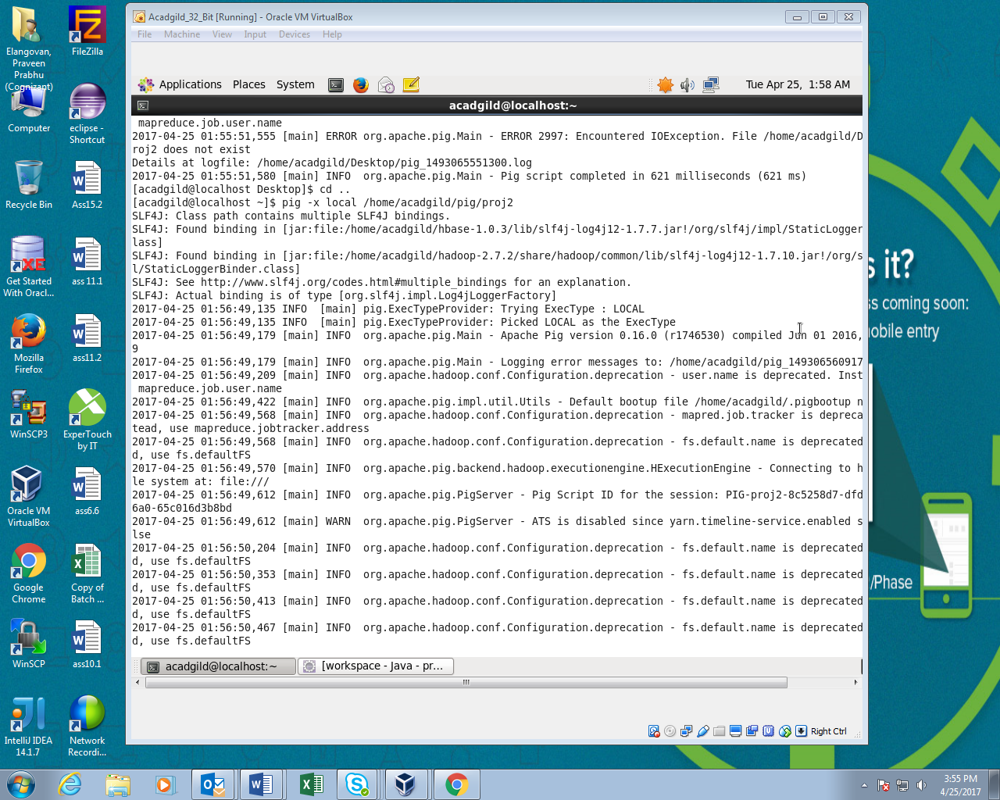 Acadgild_32_Bit [Running] - Oracle VM VirtualBox
File Machine View Input Devices Help
Applications Places System
Tue Apr 25, 1:58 AM
acadgild@localhost:~
mapreduce.job.user.name
2017-04-25 01:55:51,555 [main] ERROR org.apache.pig.Main - ERROR 2997: Encountered IOException. File /home/acadgild/D
roj2 does not exist
Details at logfile: /home/acadgild/Desktop/pig_1493065551300.log
2017-04-25 01:55:51,580 [main] INFO  org.apache.pig.Main - Pig script completed in 621 milliseconds (621 ms)
[acadgild@localhost Desktop]$ cd ..
[acadgild@localhost ~]$ pig -x local /home/acadgild/pig/proj2
SLF4J: Class path contains multiple SLF4J bindings.
SLF4J: Found binding in [jar:file:/home/acadgild/hbase-1.0.3/lib/slf4j-log4j12-1.7.7.jar!/org/slf4j/impl/StaticLogger
lass]
SLF4J: Found binding in [jar:file:/home/acadgild/hadoop-2.7.2/share/hadoop/common/lib/slf4j-log4j12-1.7.10.jar!/org/s
l/StaticLoggerBinder.class]
SLF4J: See http://www.slf4j.org/codes.html#multiple_bindings for an explanation.
SLF4J: Actual binding is of type [org.slf4j.impl.Log4jLoggerFactory]
2017-04-25 01:56:49,135 INFO  [main] pig.ExecTypeProvider: Trying ExecType : LOCAL
2017-04-25 01:56:49,135 INFO  [main] pig.ExecTypeProvider: Picked LOCAL as the ExecType
2017-04-25 01:56:49,179 [main] INFO  org.apache.pig.Main - Apache Pig version 0.16.0 (r1746530) compiled Jun 01 2016,
9
2017-04-25 01:56:49,179 [main] INFO  org.apache.pig.Main - Logging error messages to: /home/acadgild/pig_149306560917
2017-04-25 01:56:49,209 [main] INFO  org.apache.hadoop.conf.Configuration.deprecation - user.name is deprecated. Inst
mapreduce.job.user.name
2017-04-25 01:56:49,422 [main] INFO  org.apache.pig.impl.util.Utils - Default bootup file /home/acadgild/.pigbootup n
2017-04-25 01:56:49,568 [main] INFO  org.apache.hadoop.conf.Configuration.deprecation - mapred.job.tracker is depreca
tead, use mapreduce.jobtracker.address
2017-04-25 01:56:49,568 [main] INFO  org.apache.hadoop.conf.Configuration.deprecation - fs.default.name is deprecated
d, use fs.defaultFS
2017-04-25 01:56:49,570 [main] INFO  org.apache.pig.backend.hadoop.executionengine.HExecutionEngine - Connecting to h
le system at: file:///
2017-04-25 01:56:49,612 [main] INFO  org.apache.pig.PigServer - Pig Script ID for the session: PIG-proj2-8c5258d7-dfd
6a0-65c016d3b8bd
2017-04-25 01:56:49,612 [main] WARN  org.apache.pig.PigServer - ATS is disabled since yarn.timeline-service.enabled s
lse
2017-04-25 01:56:50,204 [main] INFO  org.apache.hadoop.conf.Configuration.deprecation - fs.default.name is deprecated
d, use fs.defaultFS
2017-04-25 01:56:50,353 [main] INFO  org.apache.hadoop.conf.Configuration.deprecation - fs.default.name is deprecated
d, use fs.defaultFS
2017-04-25 01:56:50,413 [main] INFO  org.apache.hadoop.conf.Configuration.deprecation - fs.default.name is deprecated
d, use fs.defaultFS
2017-04-25 01:56:50,467 [main] INFO  org.apache.hadoop.conf.Configuration.deprecation - fs.default.name is deprecated
d, use fs.defaultFS
acadgild@localhost:~
[workspace - Java - pr...
Right Ctrl
Elangovan,
Praveen
Prabhu
(Cognizant)
FileZilla
Computer
eclipse -
Shortcut
Recycle Bin
Ass15.2
Get Started
With Oracl...
ass 11.1
Mozilla
Firefox
ass11.2
WinSCP3
ExperTouch
by IT
Oracle VM
VirtualBox
ass6.6
Google
Chrome
Copy of
Batch ...
WinSCP
ass10.1
IntelliJ IDEA
14.1.7
Network
Recordi...
s it?
ss coming soon:
obile entry
/Phase
3:55 PM
4/25/2017